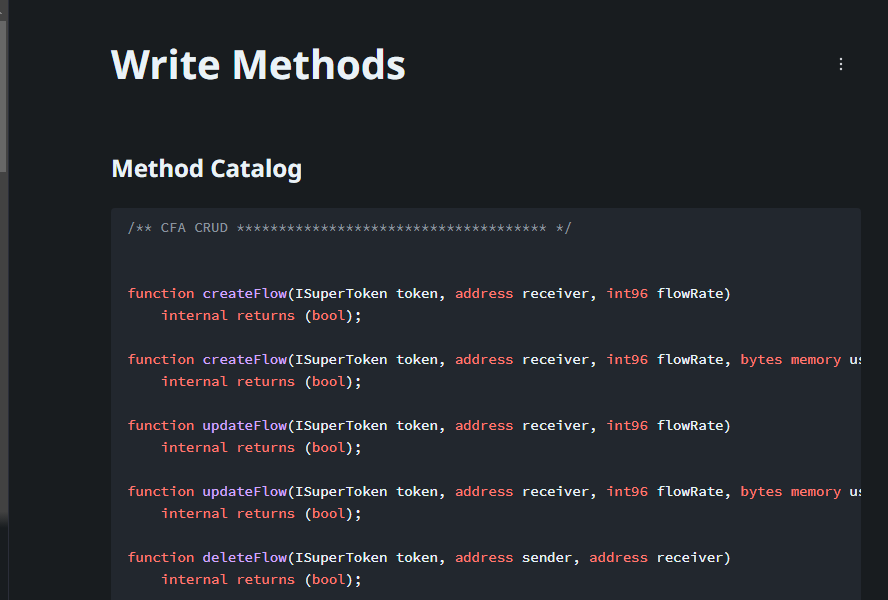 Write Methods
Method Catalog
/** CFA CRUD ************************************* */
function createFlow(ISuperToken token, address receiver, int96 flowRate)
internal returns (bool);
function createFlow(ISuperToken token, address receiver, int96 flowRate, bytes memory us
internal returns (bool);
function updateFlow(ISuperToken token, address receiver, int96 flowRate)
internal returns (bool);
function updateFlow(ISuperToken token, address receiver, int96 flowRate, bytes memory us
internal returns (bool);
function deleteFlow(ISuperToken token, address sender, address receiver)
internal returns (bool);